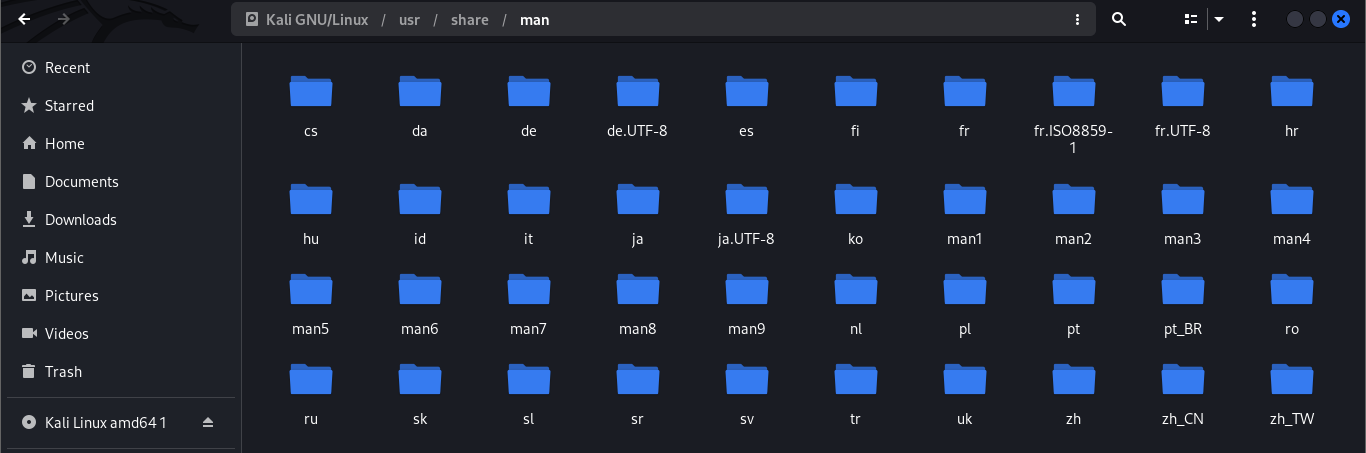 Kali GNU/Linux / usr / share / man
Recent
Starred
Home
Documents
Downloads
Music
Pictures
Videos
Trash
Kali Linux amd64 1
cs da de de.UTF-8 es fi fr fr.ISO8859- fr.UTF-8 hr
1
hu id it ja ja.UTF-8 ko man1 man2 man3 man4
man5 man6 man7 man8 man9 nl pl pt pt_BR ro
ru sk sl sr sv tr uk zh zh_CN zh_TW